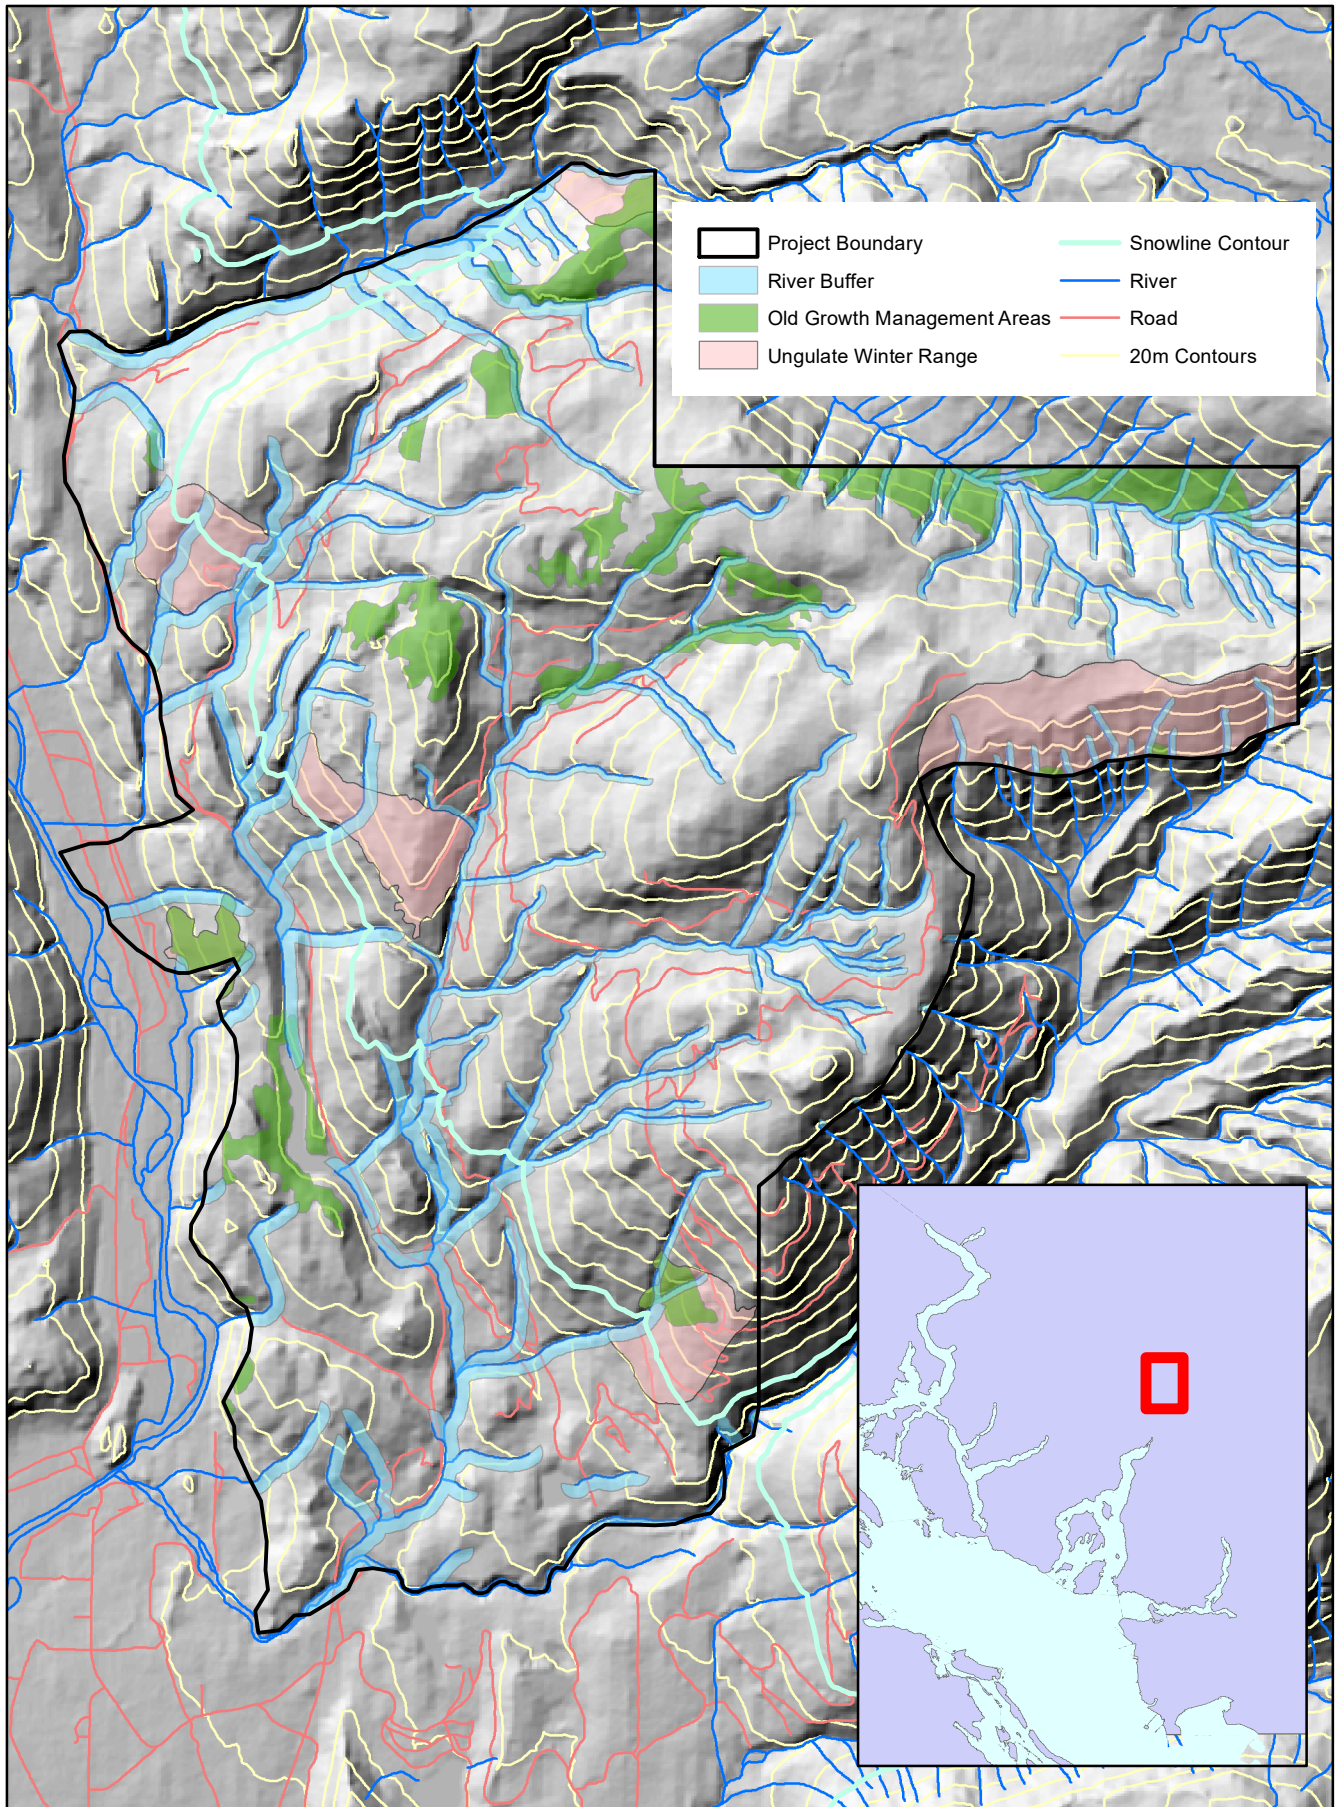 Project Boundary
River Buffer
Old Growth Management Areas
Ungulate Winter Range
Snowline Contour
River
Road
20m Contours